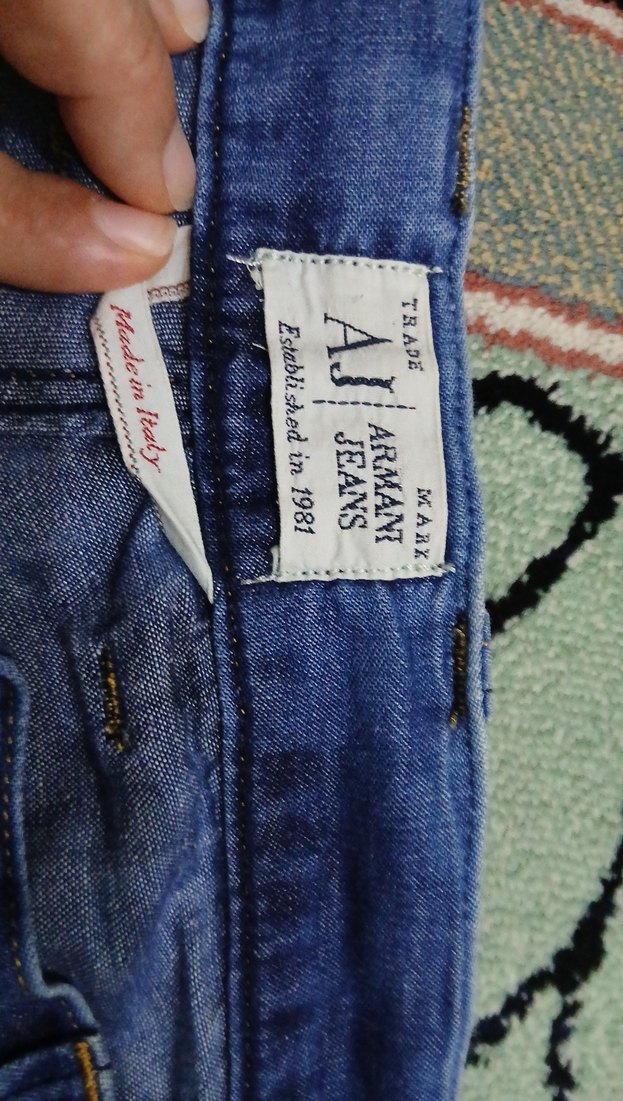 TRADE MARK
AJ ARMANI
JEANS
Established in 1981
Made in Italy